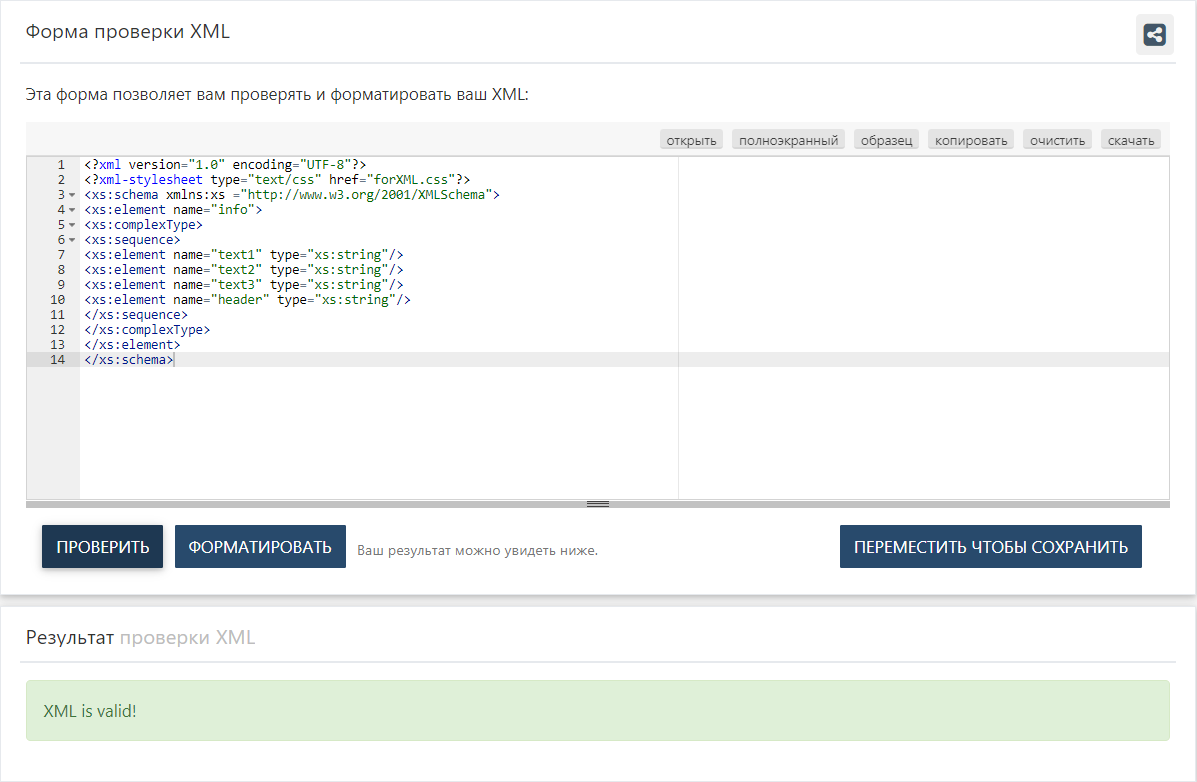 Форма проверки XML
Эта форма позволяет вам проверять и форматировать ваш XML:
открыть полноэкранный образец копировать очистить скачать
1 <?xml version="1.0" encoding="UTF-8"?>
2 <?xml-stylesheet type="text/css" href="forXML.css"?>
3 <xs:schema xmlns:xs ="http://www.w3.org/2001/XMLSchema">
4 <xs:element name="info">
5 <xs:complexType>
6 <xs:sequence>
7 <xs:element name="text1" type="xs:string"/>
8 <xs:element name="text2" type="xs:string"/>
9 <xs:element name="text3" type="xs:string"/>
10 <xs:element name="header" type="xs:string"/>
11 </xs:sequence>
12 </xs:complexType>
13 </xs:element>
14 </xs:schema>
ПРОВЕРИТЬ ФОРМАТИРОВАТЬ Ваш результат можно увидеть ниже. ПЕРЕМЕСТИТЬ ЧТОБЫ СОХРАНИТЬ
Результат проверки XML
XML is valid!